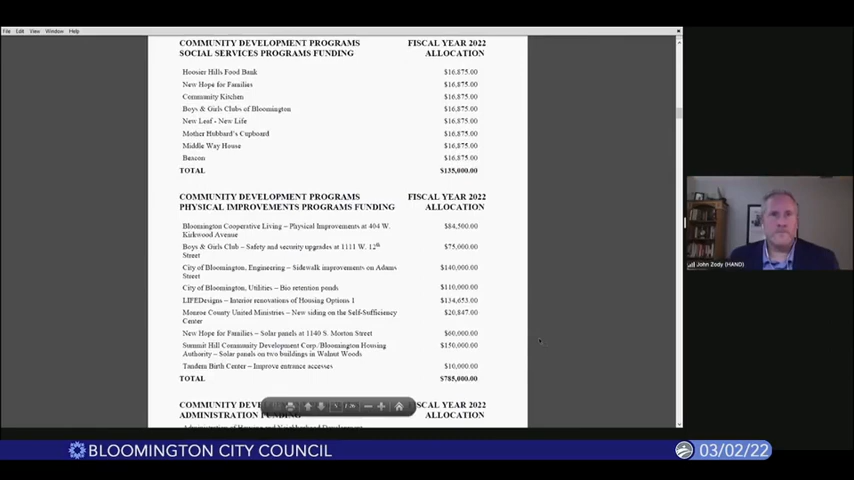 File Edit View Window Help
COMMUNITY DEVELOPMENT PROGRAMS FISCAL YEAR 2022
SOCIAL SERVICES PROGRAMS FUNDING ALLOCATION
Hoosier Hills Food Bank $16,875.00
New Hope for Families $16,875.00
Community Kitchen $16,875.00
Boys & Girls Clubs of Bloomington $16,875.00
New Leaf - New Life $16,875.00
Mother Hubbard's Cupboard $16,875.00
Middle Way House $16,875.00
Beacon $16,875.00
TOTAL $135,000.00
COMMUNITY DEVELOPMENT PROGRAMS FISCAL YEAR 2022
PHYSICAL IMPROVEMENTS PROGRAMS FUNDING ALLOCATION
Bloomington Cooperative Living – Physical Improvements at 404 W. $84,500.00
Kirkwood Avenue
Boys & Girls Club – Safety and security upgrades at 1111 W. 12th $75,000.00
Street
City of Bloomington, Engineering – Sidewalk improvements on Adams $140,000.00
Street
City of Bloomington, Utilities – Bio retention ponds $110,000.00
LIFEDesigns – Interior renovations of Housing Options 1 $134,653.00
Monroe County United Ministries – New siding on the Self-Sufficiency $20,847.00
Center
New Hope for Families – Solar panels at 1140 S. Morton Street $60,000.00
Summit Hill Community Development Corp./Bloomington Housing $150,000.00
Authority – Solar panels on two buildings in Walnut Woods
Tandem Birth Center – Improve entrance accesses $10,000.00
TOTAL $785,000.00
COMMUNITY DEV FISCAL YEAR 2022
ADMINISTRATION FUNDING ALLOCATION
John Zody (HAND)
BLOOMINGTON CITY COUNCIL
03/02/22